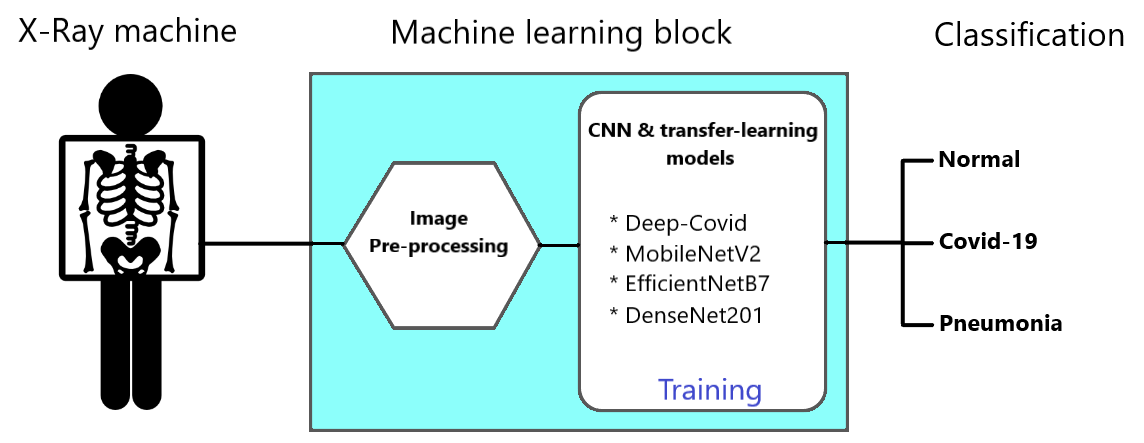 X-Ray machine
Machine learning block
Classification
Image
Pre-processing
CNN & transfer-learning
models
* Deep-Covid
* MobileNetV2
* EfficientNetB7
* DenseNet201
Training
Normal
Covid-19
Pneumonia